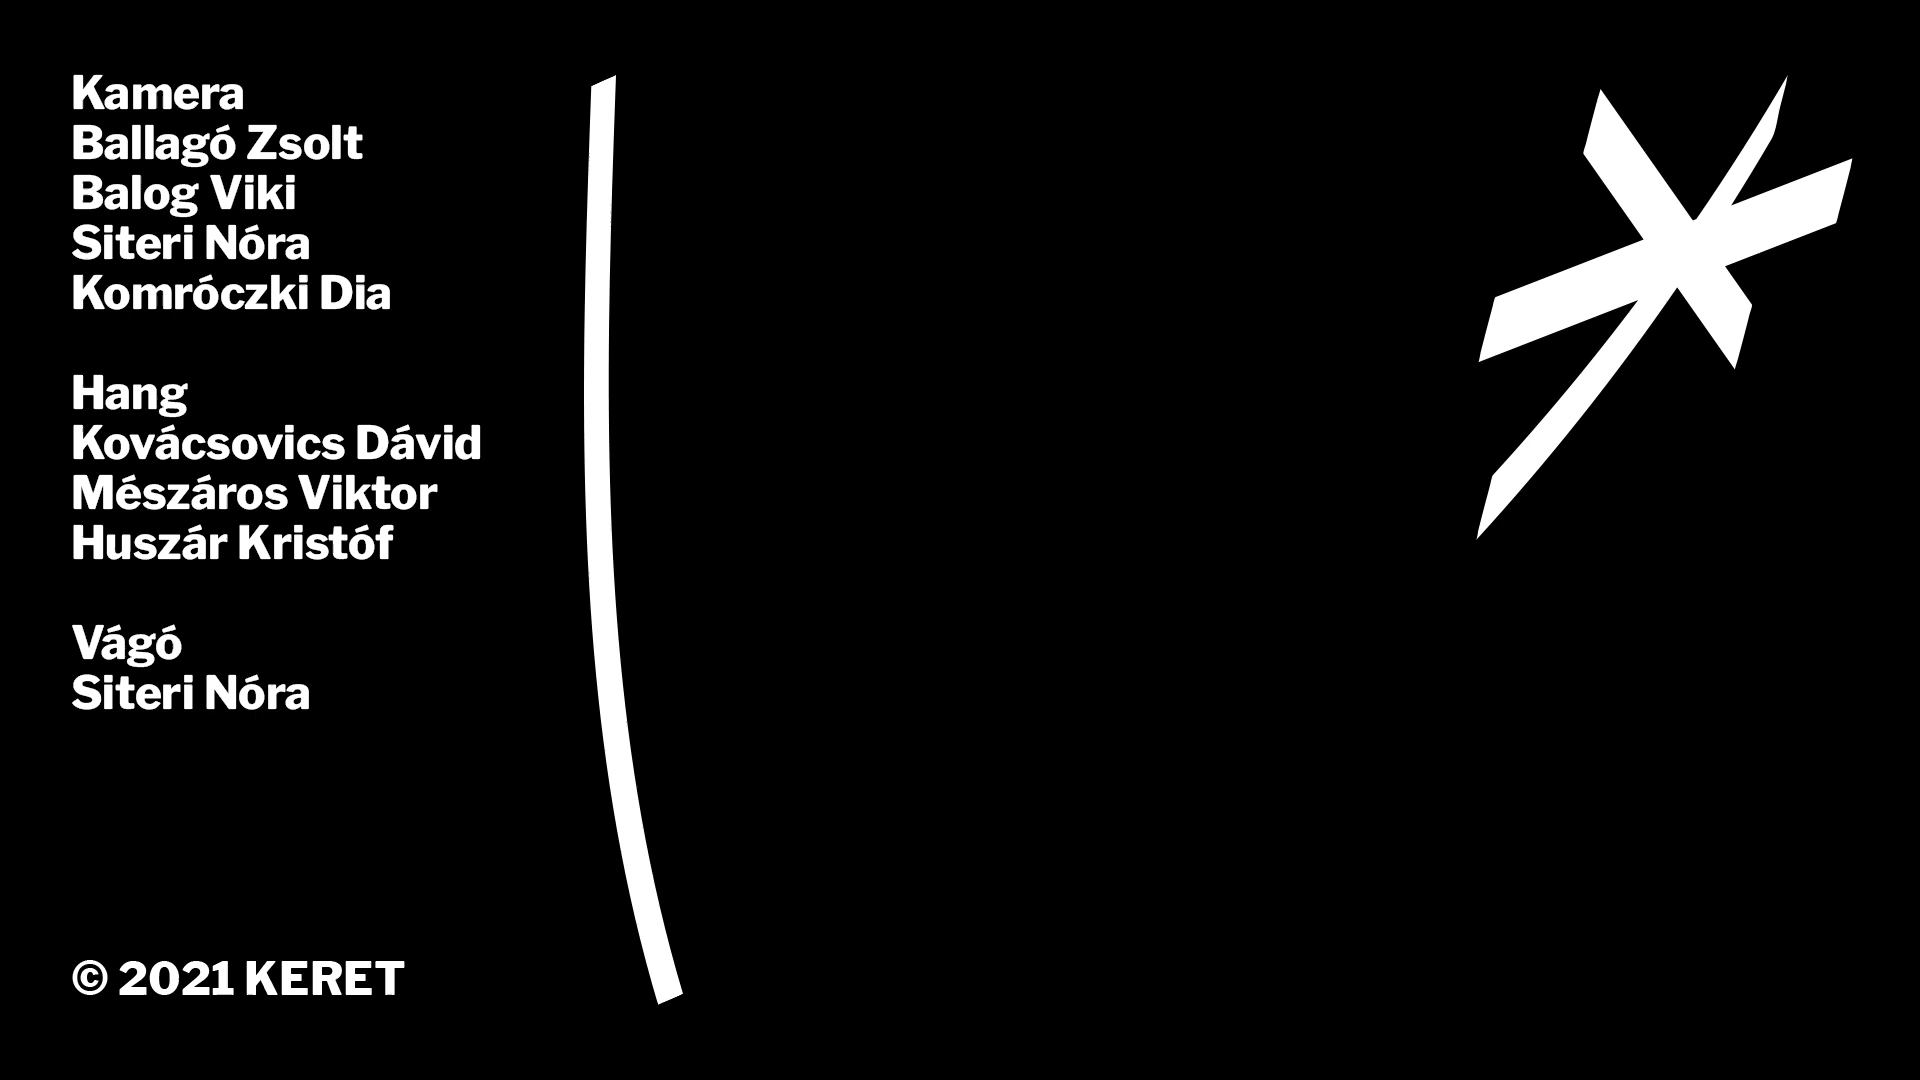 Kamera
Ballagó Zsolt
Balog Viki
Siteri Nóra
Komróczki Dia
Hang
Kovácsovics Dávid
Mészáros Viktor
Huszár Kristóf
Vágó
Siteri Nóra
© 2021 KERET